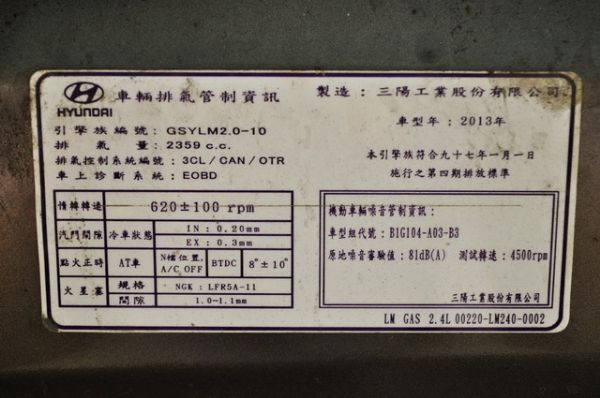 HYUNDAI 車輛排氣管制資訊 製造：三陽工業股份有限公司
引擎族編號：GSYLM2.0-10 車型年：2013年
排氣量：2359 c.c.
排氣控制系統編號：3CL/CAN/OTR 本引擎族符合九十七年一月一日
車上診斷系統：EOBD 施行之第四期排放標準
惰轉轉速 620±100 rpm
汽門間隙 冷車狀態 IN : 0.20mm
EX : 0.3mm
點火正時 AT車 N檔位置, A/C OFF BTDC 8°±10°
火星塞 規格 NGK : LFR5A-11
間隙 1.0~1.1mm
機動車輛噪音管制資訊：
車型組代號：B1GI04-A03-B3
原地噪音審驗值：81dB(A) 測試轉速：4500rpm
三陽工業股份有限公司
LM GAS 2.4L 00220-LM240-0002